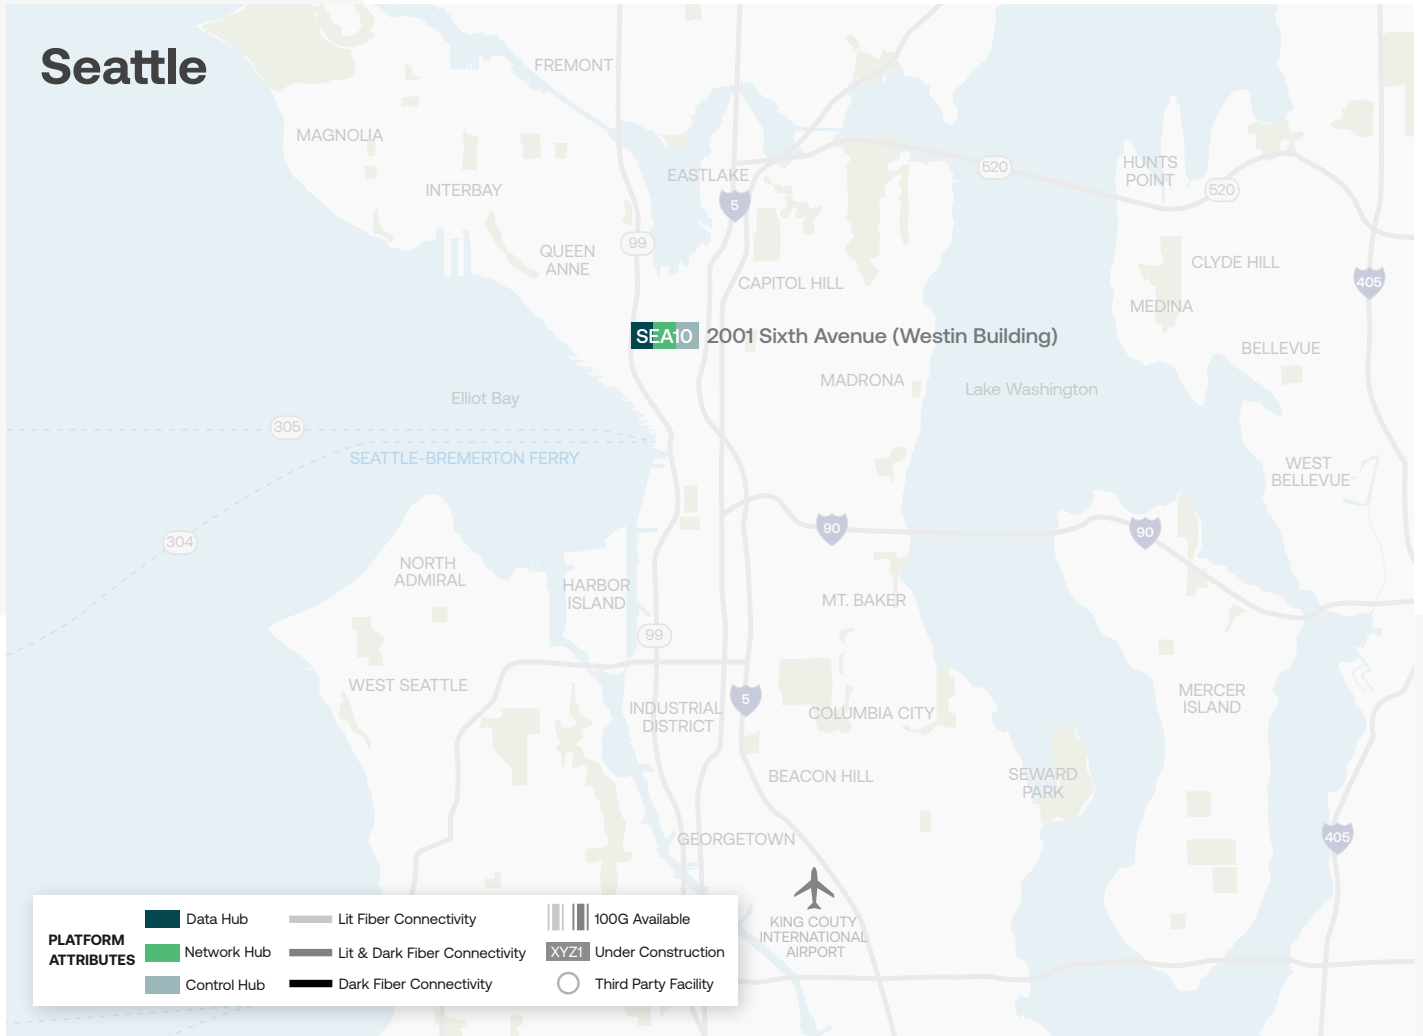 Seattle
FREMONT
MAGNOLIA
INTERBAY
EASTLAKE
5
520
HUNTS
POINT
520
99
QUEEN
ANNE
CAPITOL HILL
CLYDE HILL
405
MEDINA
SEA10 2001 Sixth Avenue (Westin Building)
BELLEVUE
MADRONA
Lake Washington
Elliot Bay
305
SEATTLE-BREMERTON FERRY
WEST
BELLEVUE
90
90
304
NORTH
ADMIRAL
HARBOR
ISLAND
MT. BAKER
99
WEST SEATTLE
5
INDUSTRIAL
DISTRICT
COLUMBIA CITY
MERCER
ISLAND
BEACON HILL
SEWARD
PARK
GEORGETOWN
405
KING COUTY
INTERNATIONAL
AIRPORT
PLATFORM
ATTRIBUTES
Data Hub
Network Hub
Control Hub
Lit Fiber Connectivity
Lit & Dark Fiber Connectivity
Dark Fiber Connectivity
100G Available
XYZ1 Under Construction
Third Party Facility